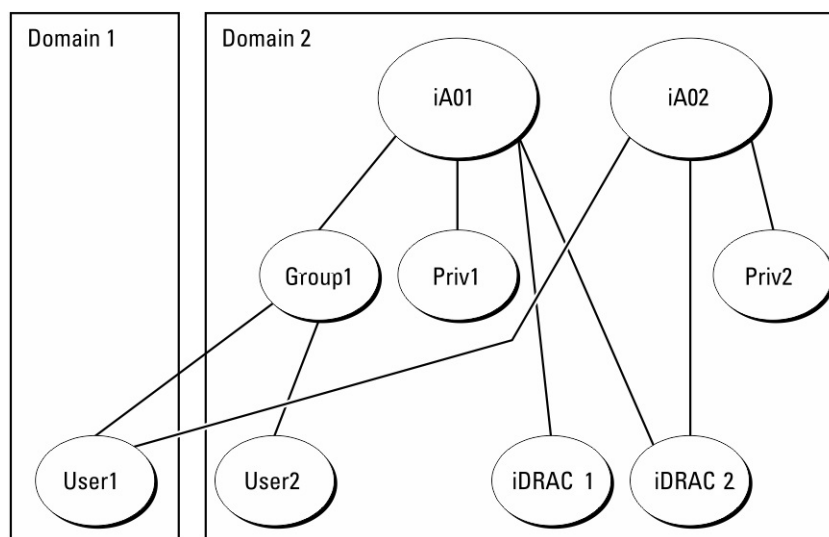 Domain 1
Domain 2
iA01
iA02
Group1
Priv1
Priv2
User1
User2
iDRAC 1
iDRAC 2